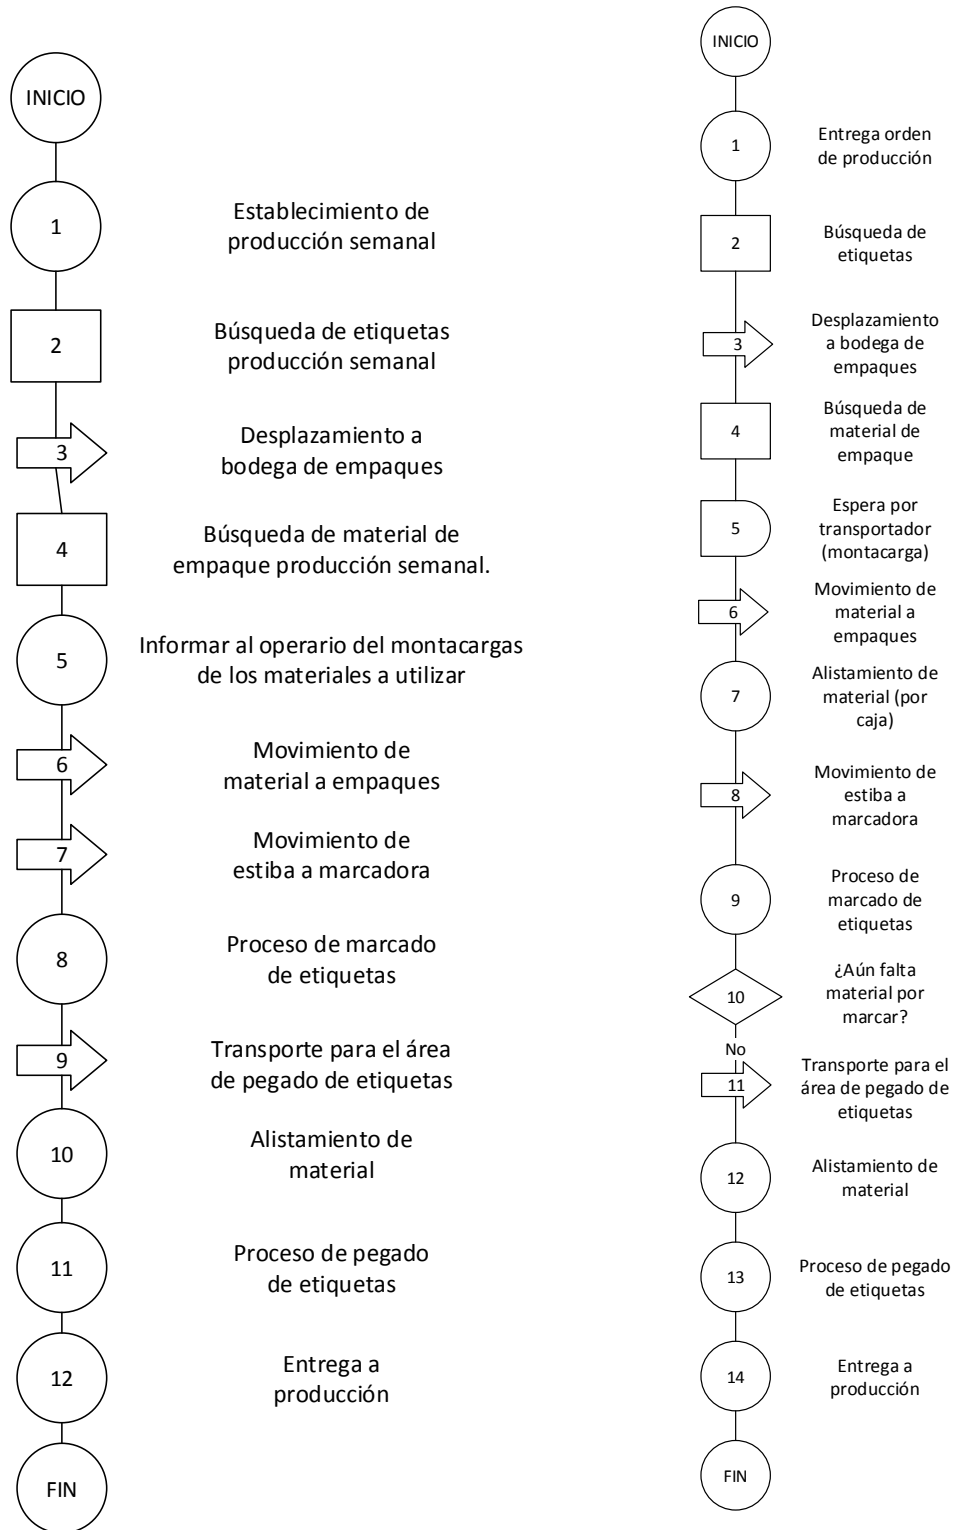 INICIO
1
Establecimiento de
producción semanal
2
Búsqueda de etiquetas
producción semanal
3
Desplazamiento a
bodega de empaques
4
Búsqueda de material de
empaque producción semanal.
5
Informar al operario del montacargas
de los materiales a utilizar
6
Movimiento de
material a empaques
7
Movimiento de
estiba a marcadora
8
Proceso de marcado
de etiquetas
9
Transporte para el área
de pegado de etiquetas
10
Alistamiento de
material
11
Proceso de pegado
de etiquetas
12
Entrega a
producción
FIN
INICIO
1
Entrega orden
de producción
2
Búsqueda de
etiquetas
3
Desplazamiento
a bodega de
empaques
4
Búsqueda de
material de
empaque
5
Espera por
transportador
(montacarga)
6
Movimiento de
material a
empaques
7
Alistamiento de
material (por
caja)
8
Movimiento de
estiba a
marcadora
9
Proceso de
marcado de
etiquetas
10
¿Aún falta
material por
marcar?
No
11
Transporte para el
área de pegado de
etiquetas
12
Alistamiento de
material
13
Proceso de pegado
de etiquetas
14
Entrega a
producción
FIN